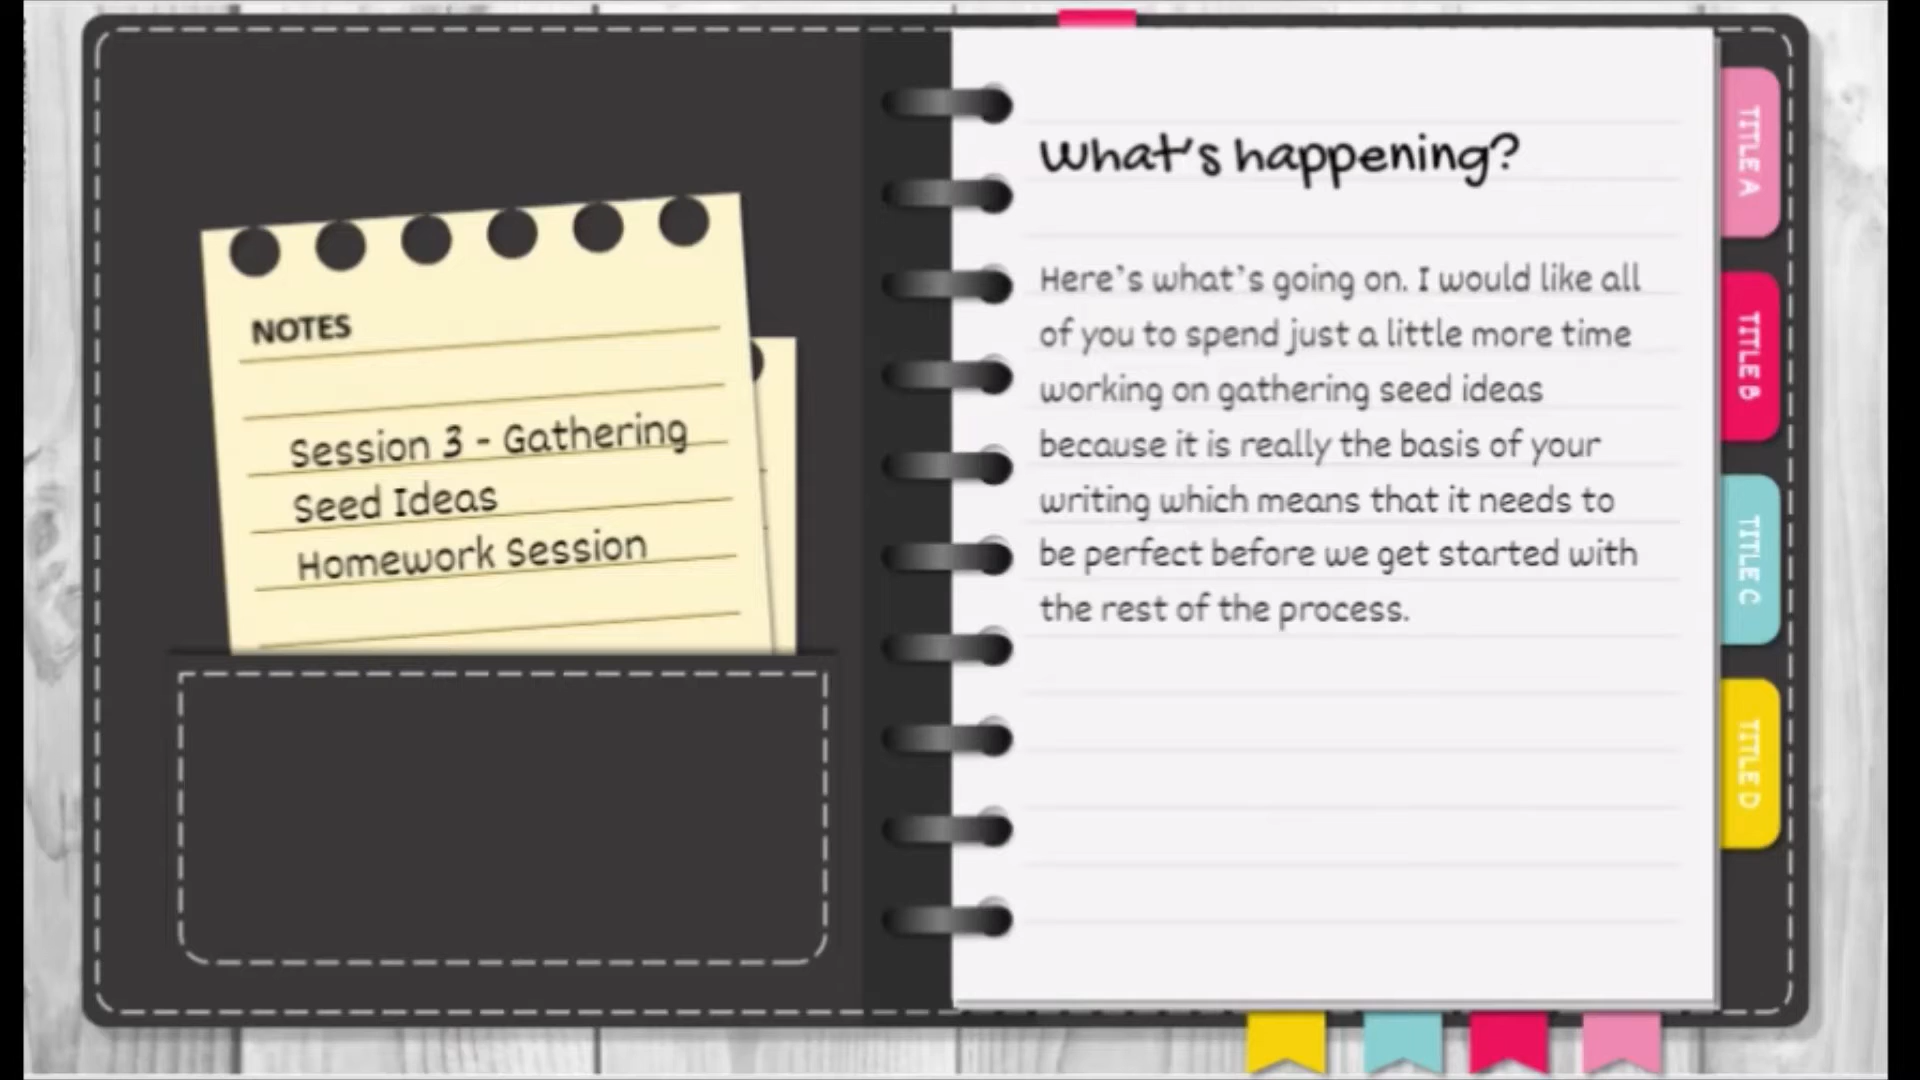 NOTES
Session 3 - Gathering
Seed Ideas
Homework Session
What's happening?
Here's what's going on. I would like all
of you to spend just a little more time
working on gathering seed ideas
because it is really the basis of your
writing which means that it needs to
be perfect before we get started with
the rest of the process.
TITLE A
TITLE B
TITLE C
TITLE D